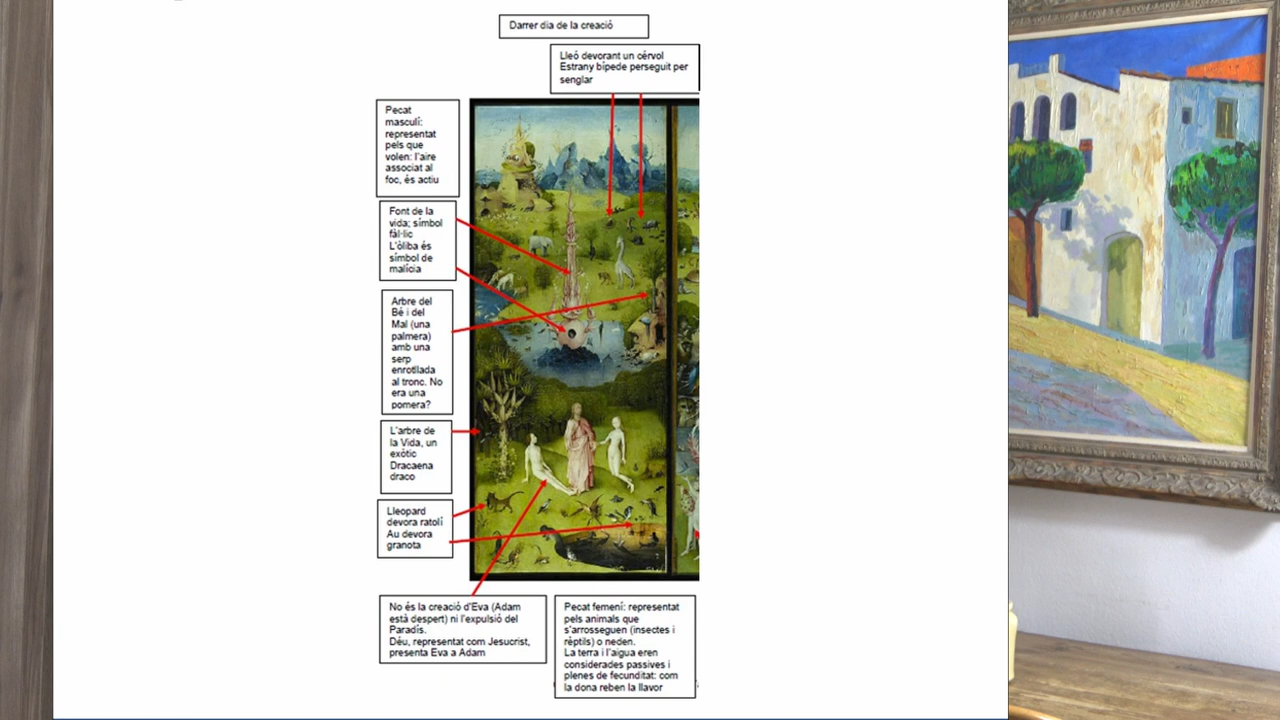 Darrer dia de la creació
Lleó devorant un cérvol
Estrany bípede perseguit per
senglar
Pecat
masculí:
representat
pels que
volen: l'aire
associat al
foc, és actiu
Font de la
vida; símbol
fàl·lic
L'òliba és
símbol de
malícia
Arbre del
Bé i del
Mal (una
palmera)
amb una
serp
enrotllada
al tronc. No
era una
pomera?
L'arbre de
la Vida, un
exòtic
Dracaena
draco
Lleopard
devora ratolí
Au devora
granota
No és la creació d'Eva (Adam
està despert) ni l'expulsió del
Paradís.
Déu, representat com Jesucrist,
presenta Eva a Adam
Pecat femení: representat
pels animals que
s'arrosseguen (insectes i
rèptils) o neden.
La terra i l'aigua eren
considerades passives i
plenes de fecunditat: com
la dona reben la llavor